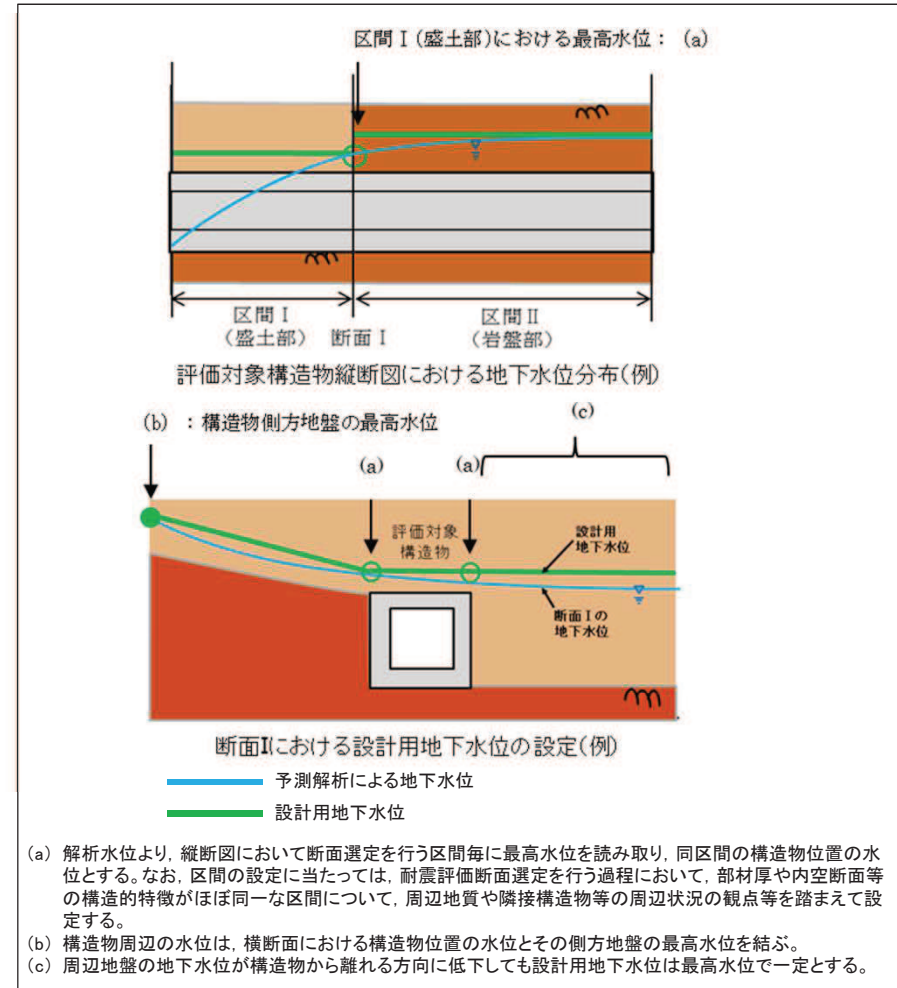 区間Ⅰ(盛土部)における最高水位: (a)
区間Ⅰ
(盛土部)
断面Ⅰ
区間Ⅱ
(岩盤部)
評価対象構造物縦断図における地下水位分布(例)
(c)
(b) :構造物側方地盤の最高水位
(a)
(a)
評価対象
構造物
設計用
地下水位
断面Ⅰの
地下水位
断面Ⅰにおける設計用地下水位の設定(例)
予測解析による地下水位
設計用地下水位
(a) 解析水位より,縦断図において断面選定を行う区間毎に最高水位を読み取り,同区間の構造物位置の水
位とする。なお,区間の設定に当たっては,耐震評価断面選定を行う過程において,部材厚や内空断面等
の構造的特徴がほぼ同一な区間について,周辺地質や隣接構造物等の周辺状況の観点等を踏まえて設
定する。
(b) 構造物周辺の水位は,横断面における構造物位置の水位とその側方地盤の最高水位を結ぶ。
(c) 周辺地盤の地下水位が構造物から離れる方向に低下しても設計用地下水位は最高水位で一定とする。